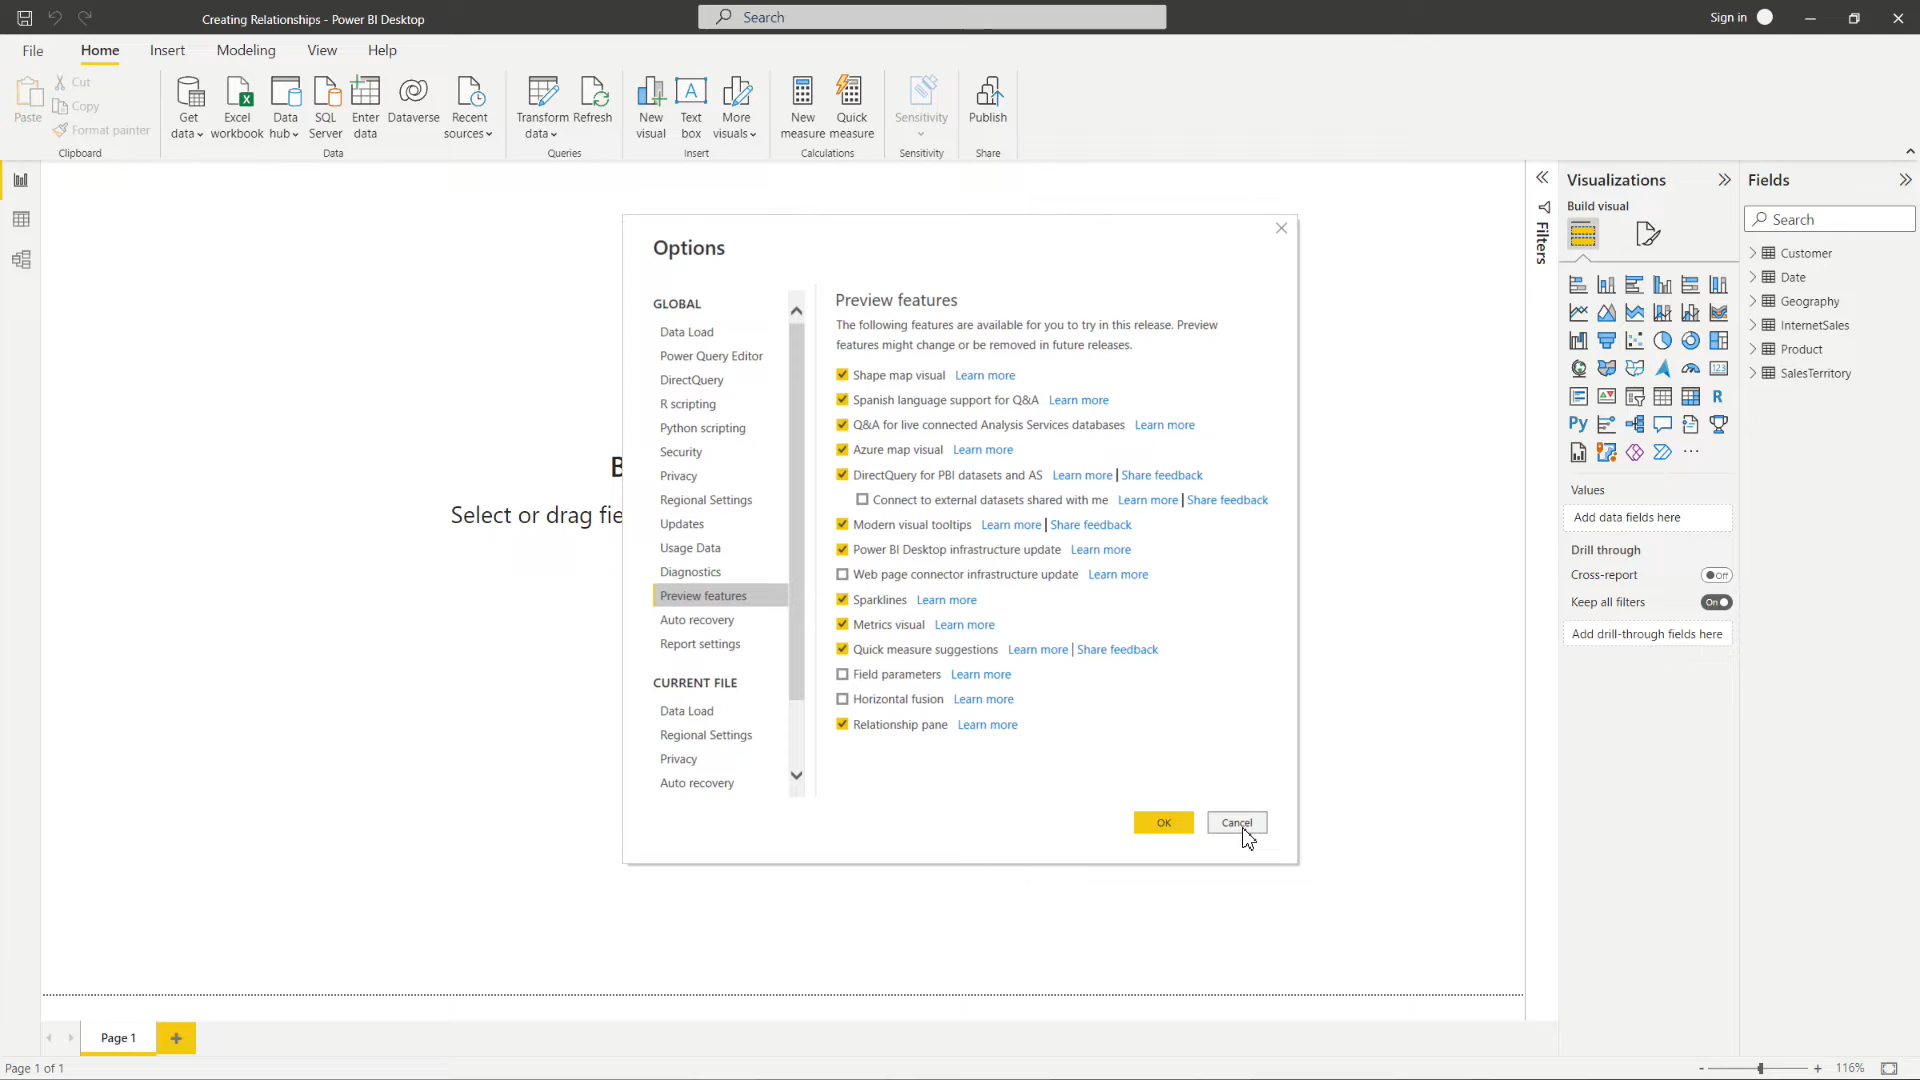 Creating Relationships - Power BI Desktop
Search
Sign in
File
Home
Insert
Modeling
View
Help
Paste
Cut
Copy
Format painter
Clipboard
Get data
Excel workbook
Data hub
SQL Server
Enter data
Dataverse
Recent sources
Data
Transform data
Refresh
Queries
New visual
Text box
More visuals
Insert
New measure
Quick measure
Calculations
Sensitivity
Sensitivity
Publish
Share
B
Select or drag fie
Options
GLOBAL
Data Load
Power Query Editor
DirectQuery
R scripting
Python scripting
Security
Privacy
Regional Settings
Updates
Usage Data
Diagnostics
Preview features
Auto recovery
Report settings
CURRENT FILE
Data Load
Regional Settings
Privacy
Auto recovery
Preview features
The following features are available for you to try in this release. Preview
features might change or be removed in future releases.
Shape map visual Learn more
Spanish language support for Q&A Learn more
Q&A for live connected Analysis Services databases Learn more
Azure map visual Learn more
DirectQuery for PBI datasets and AS Learn more | Share feedback
Connect to external datasets shared with me Learn more | Share feedback
Modern visual tooltips Learn more | Share feedback
Power BI Desktop infrastructure update Learn more
Web page connector infrastructure update Learn more
Sparklines Learn more
Metrics visual Learn more
Quick measure suggestions Learn more | Share feedback
Field parameters Learn more
Horizontal fusion Learn more
Relationship pane Learn more
OK
Cancel
Filters
Visualizations
Build visual
123
R
Py
Values
Add data fields here
Drill through
Cross-report
Off
Keep all filters
On
Add drill-through fields here
Fields
Search
Customer
Date
Geography
InternetSales
Product
SalesTerritory
Page 1
Page 1 of 1
116%